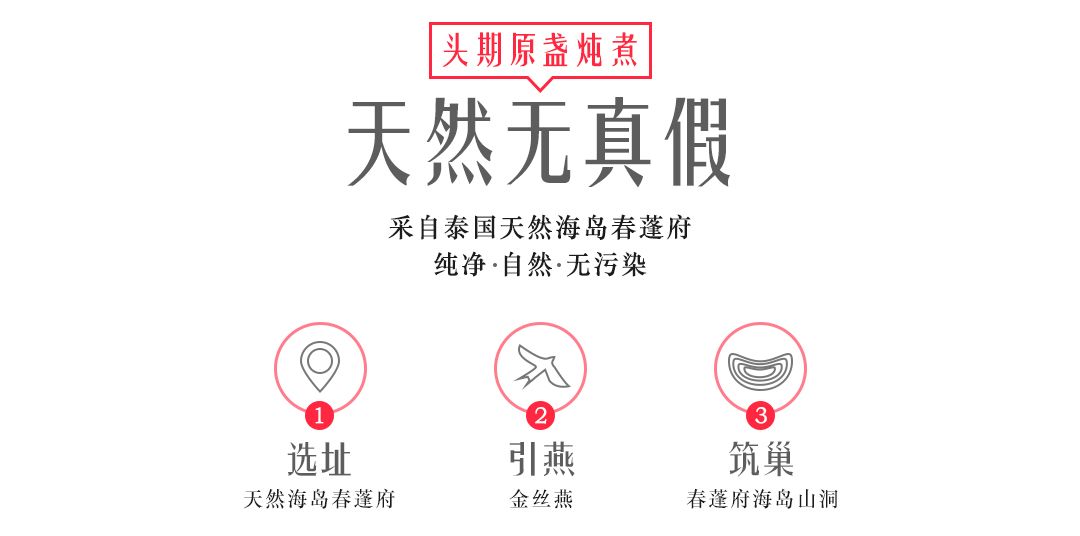 头期原盏炖煮
天然无真假
采自泰国天然海岛春蓬府
纯净·自然·无污染
1
2
3
选址
引燕
筑巢
天然海岛春蓬府
金丝燕
春蓬府海岛山洞